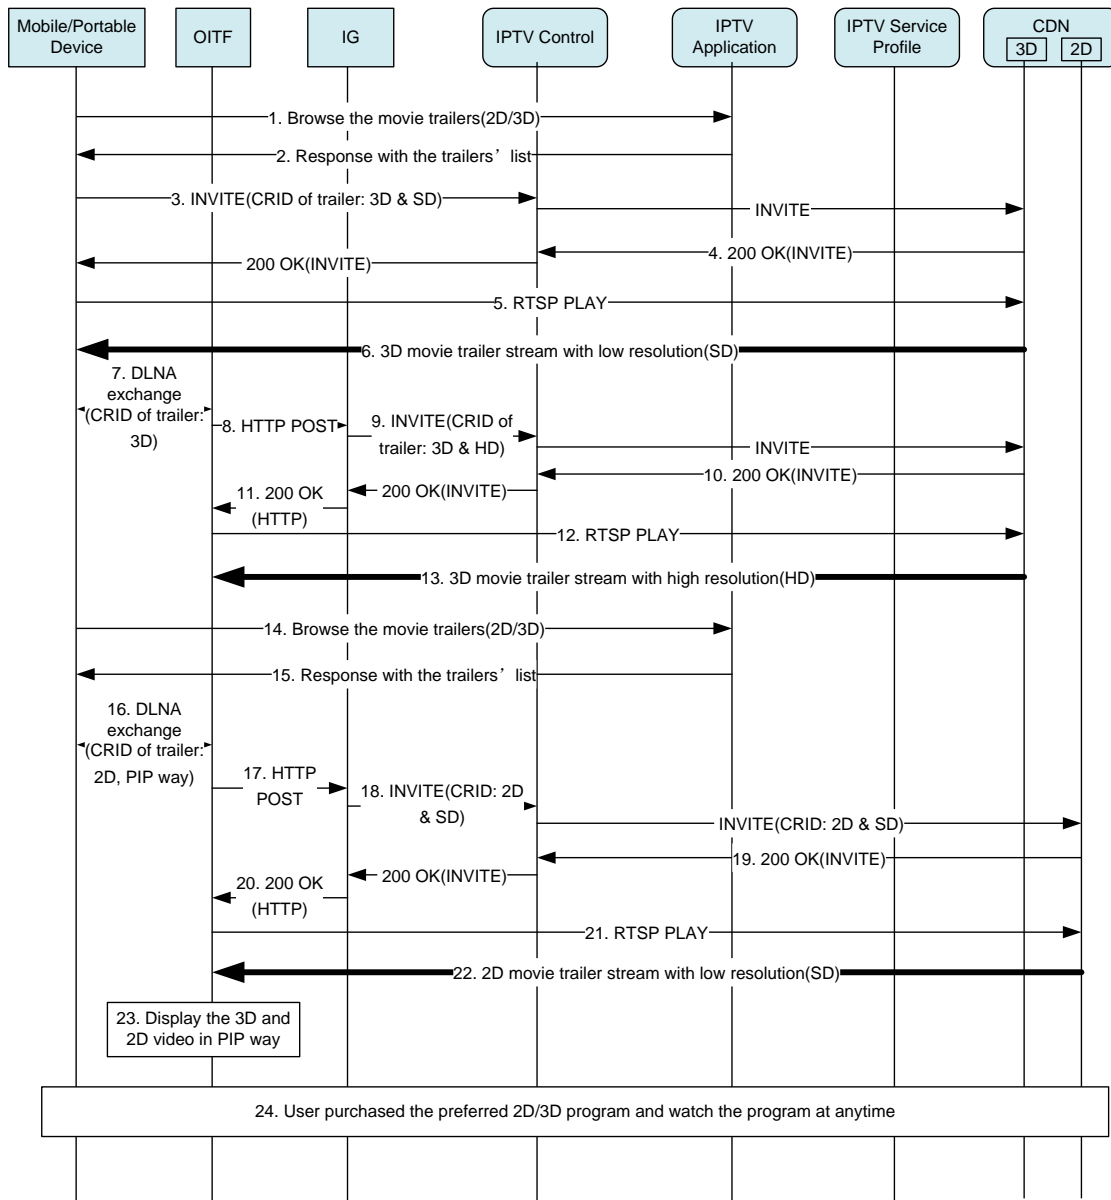 Mobile/Portable
Device
OITF
IG
IPTV Control
IPTV
Application
IPTV Service
Profile
CDN
3D
2D
1. Browse the movie trailers(2D/3D)
2. Response with the trailers’ list
3. INVITE(CRID of trailer: 3D & SD)
INVITE
4. 200 OK(INVITE)
200 OK(INVITE)
5. RTSP PLAY
6. 3D movie trailer stream with low resolution(SD)
7. DLNA
exchange
(CRID of trailer:
3D)
8. HTTP POST
9. INVITE(CRID of
trailer: 3D & HD)
INVITE
10. 200 OK(INVITE)
200 OK(INVITE)
11. 200 OK
(HTTP)
12. RTSP PLAY
13. 3D movie trailer stream with high resolution(HD)
14. Browse the movie trailers(2D/3D)
15. Response with the trailers’ list
16. DLNA
exchange
(CRID of trailer:
2D, PIP way)
17. HTTP
POST
18. INVITE(CRID: 2D
& SD)
INVITE(CRID: 2D & SD)
19. 200 OK(INVITE)
200 OK(INVITE)
20. 200 OK
(HTTP)
21. RTSP PLAY
22. 2D movie trailer stream with low resolution(SD)
23. Display the 3D and
2D video in PIP way
24. User purchased the preferred 2D/3D program and watch the program at anytime